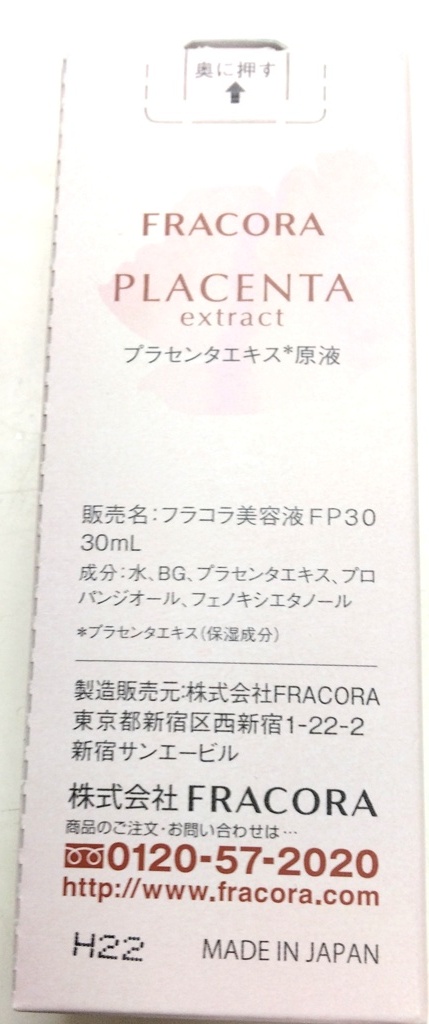 奥に押す
FRACORA
PLACENTA
extract
プラセンタエキス*原液
販売名:フラコラ美容液FP30
30mL
成分:水、BG、プラセンタエキス、プロ
パンジオール、フェノキシエタノール
*プラセンタエキス(保湿成分)
製造販売元:株式会社FRACORA
東京都新宿区西新宿1-22-2
新宿サンエービル
株式会社FRACORA
商品のご注文・お問い合わせは…
0120-57-2020
http://www.fracora.com
H22 MADE IN JAPAN